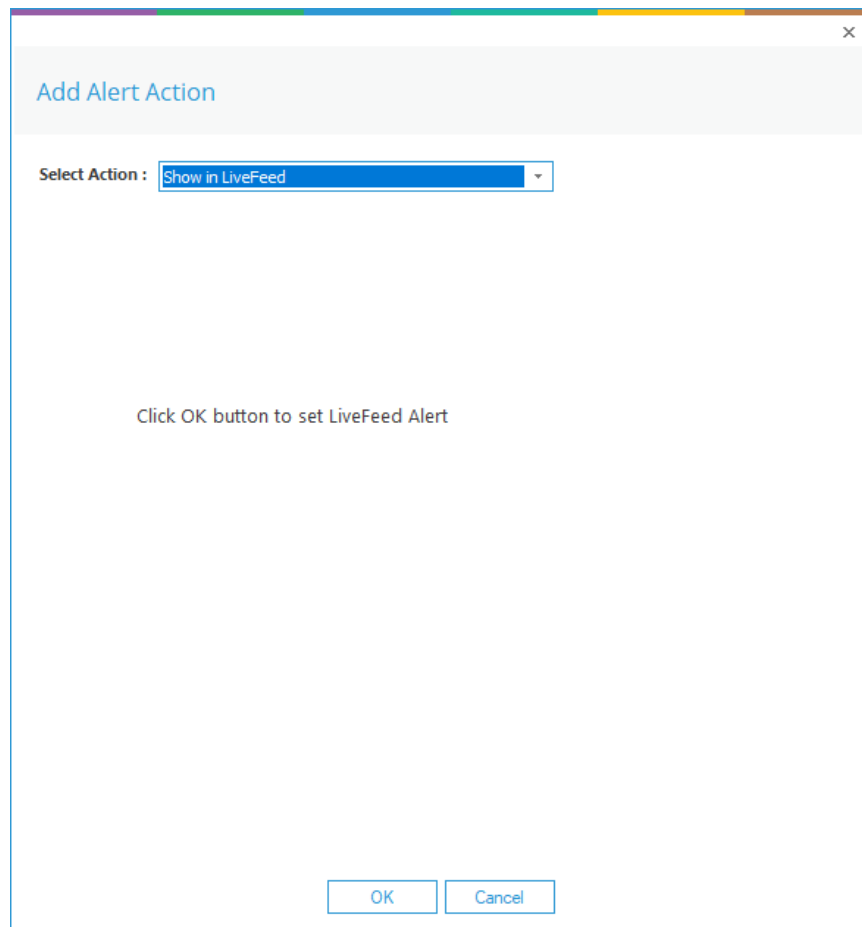 Add Alert Action
Select Action : Show in LiveFeed
Click OK button to set LiveFeed Alert
OK Cancel